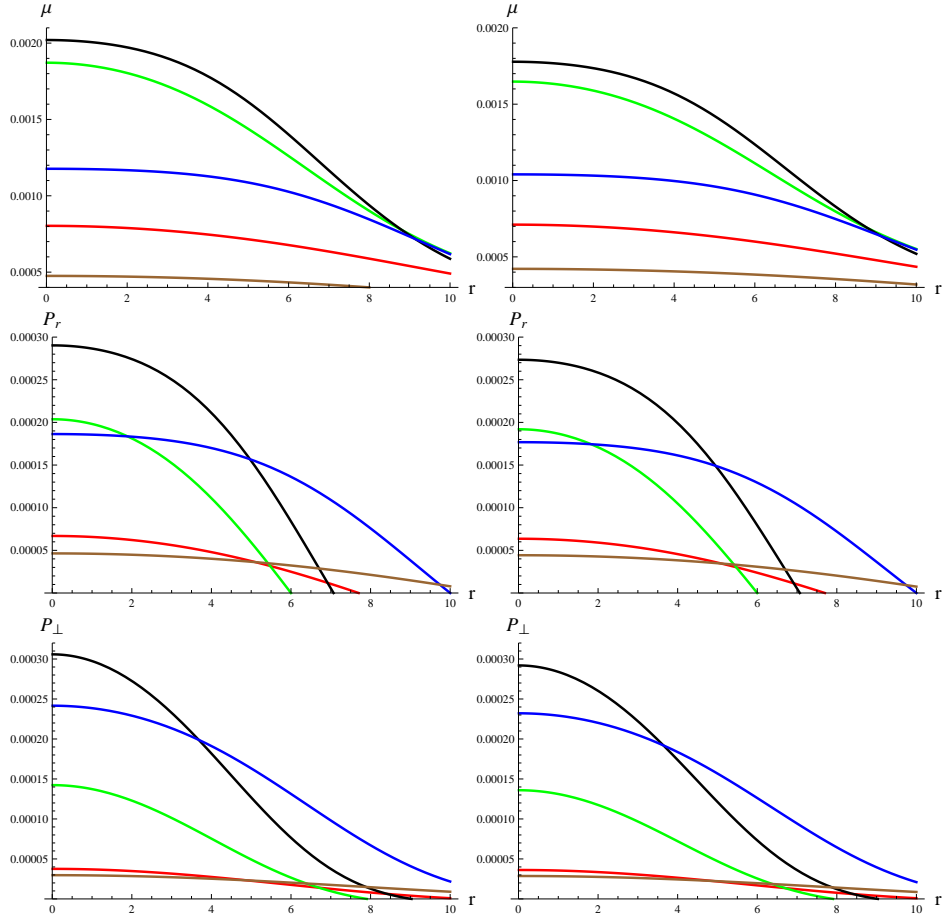 μ μ
0.0020 0.0020
0.0015 0.0015
0.0010 0.0010
0.0005 0.0005
0 2 4 6 8 10 r 0 2 4 6 8 10 r
P_r P_r
0.00030 0.00030
0.00025 0.00025
0.00020 0.00020
0.00015 0.00015
0.00010 0.00010
0.00005 0.00005
0 2 4 6 8 10 r 0 2 4 6 8 10 r
P_⊥ P_⊥
0.00030 0.00030
0.00025 0.00025
0.00020 0.00020
0.00015 0.00015
0.00010 0.00010
0.00005 0.00005
0 2 4 6 8 10 r 0 2 4 6 8 10 r